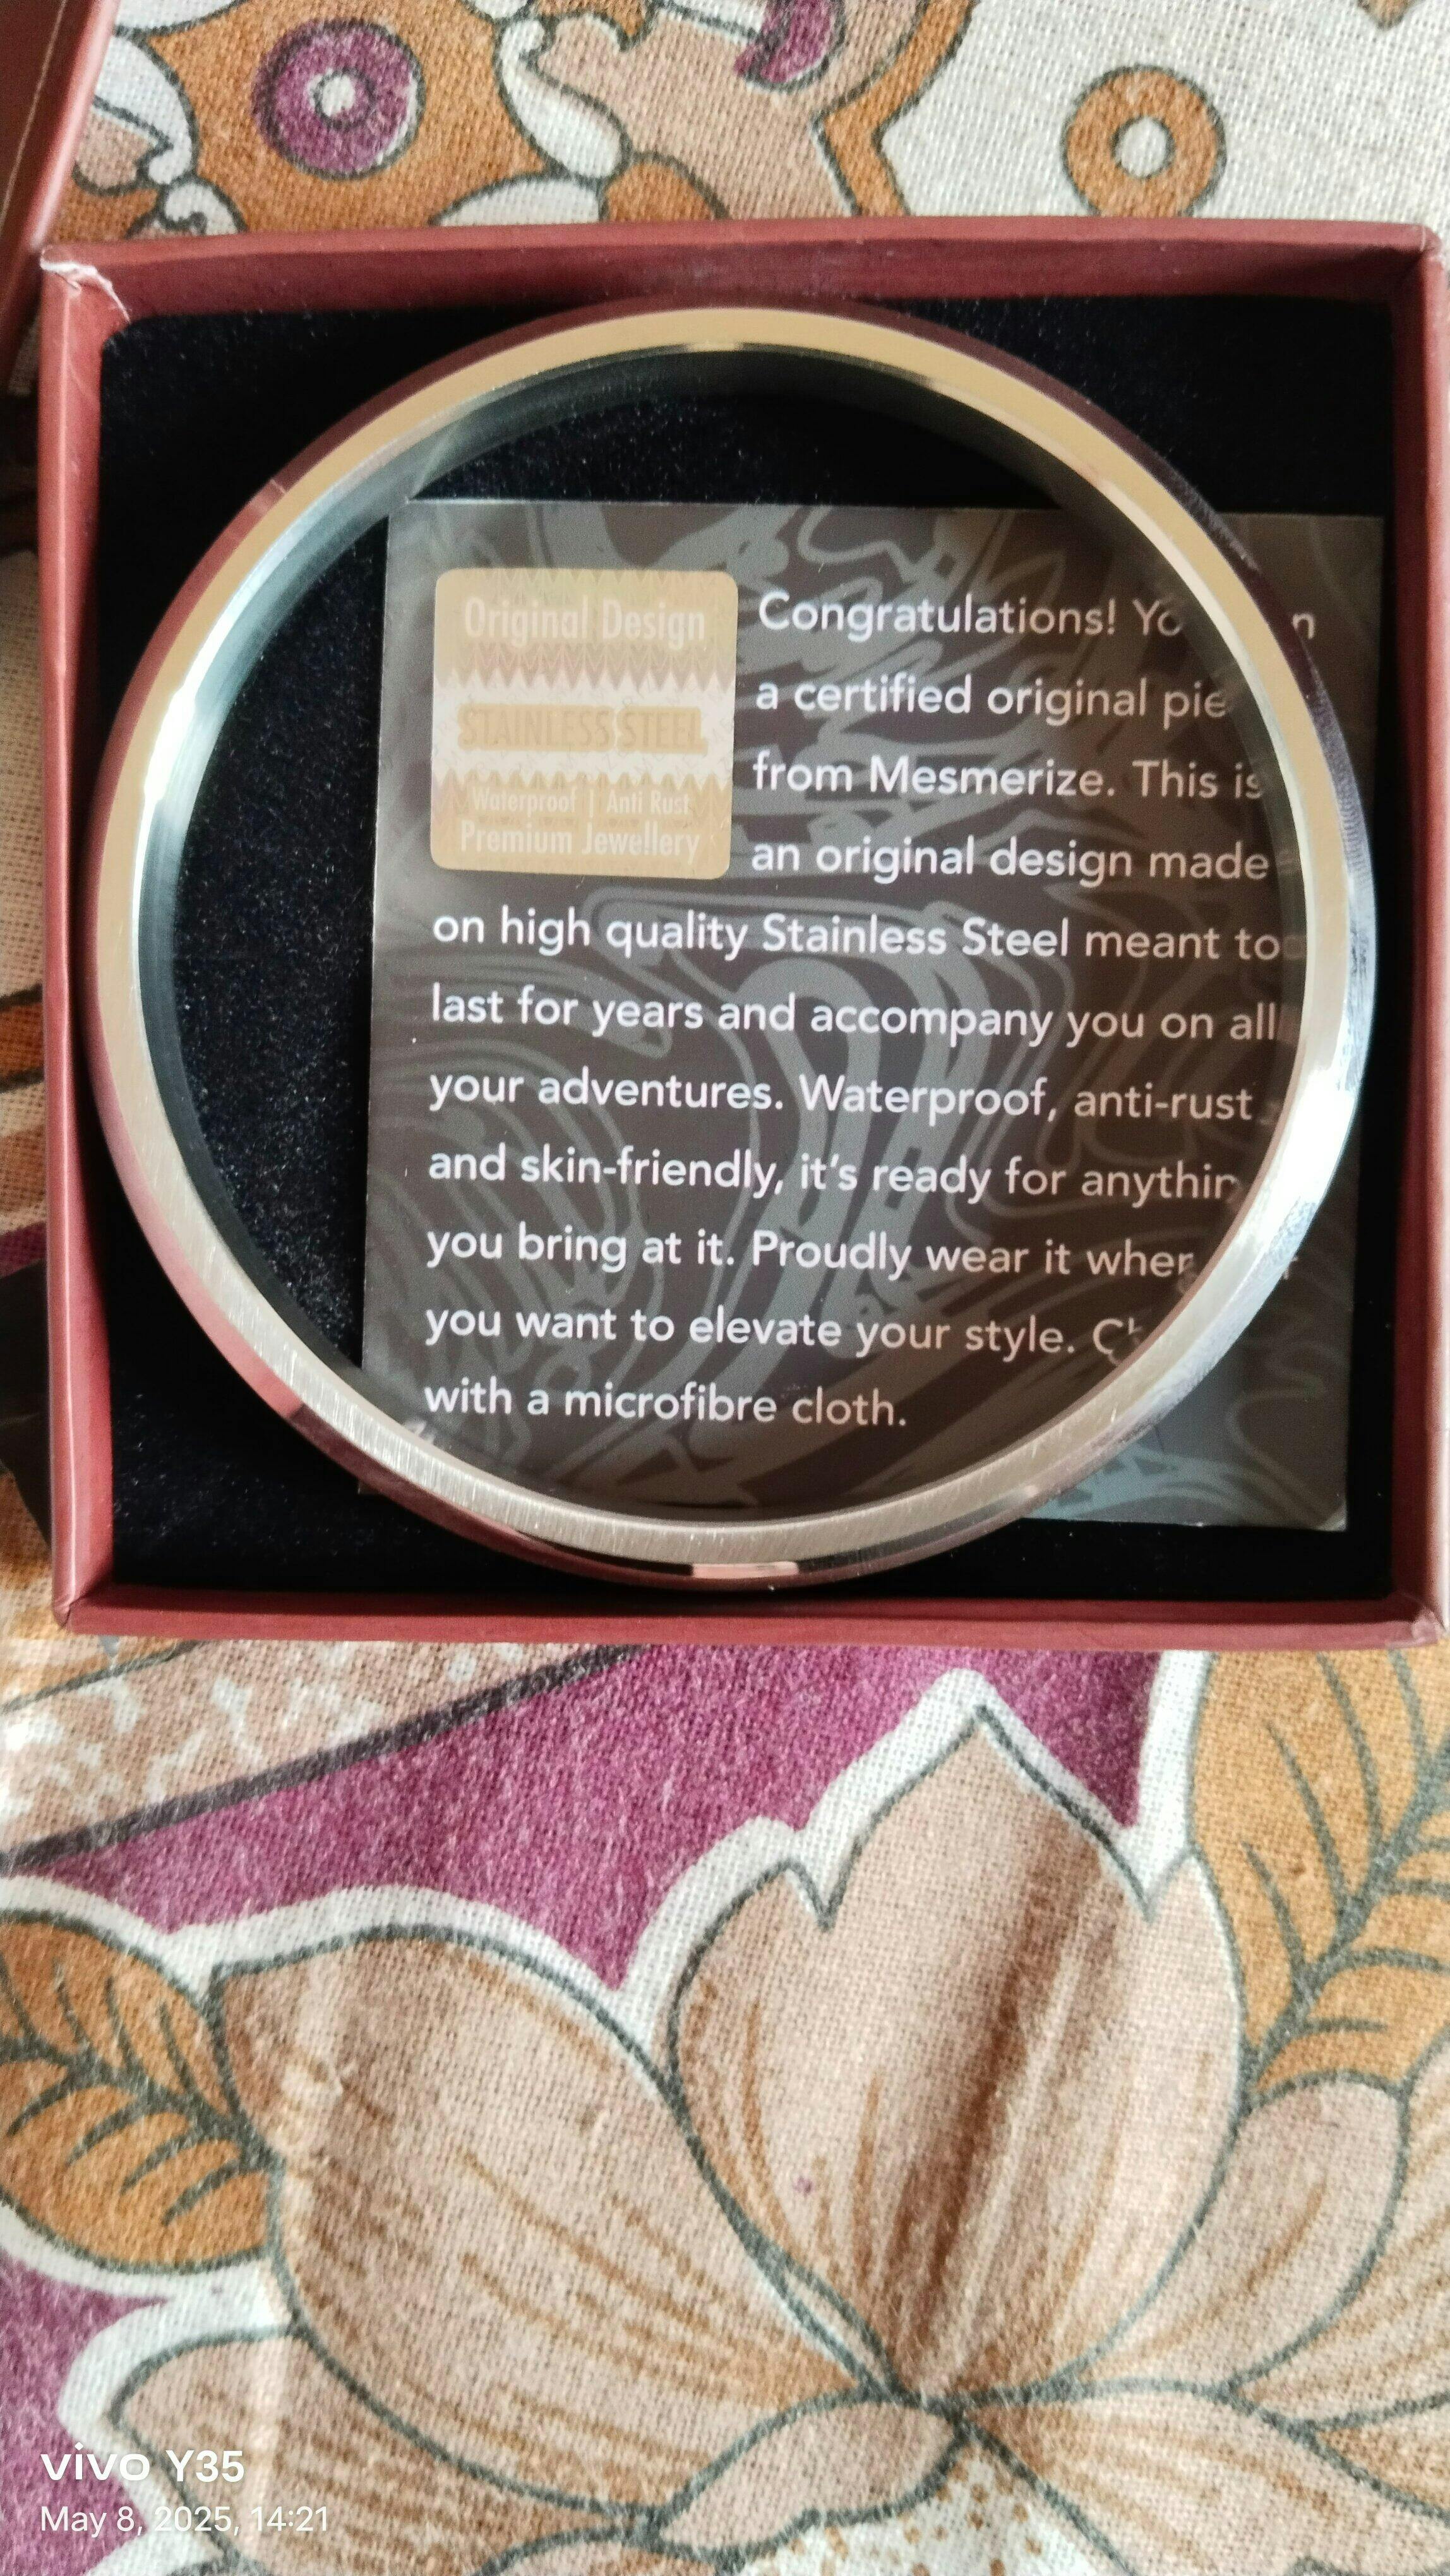 Original Design
STAINLESS STEEL
Waterproof | Anti Rust
Premium Jewellery
Congratulations!
a certified original
from Mesmerize. This is
an original design made
on high quality Stainless Steel meant to
last for years and accompany you on all
your adventures. Waterproof, anti-rust
and skin-friendly, it's ready for
you bring at it. Proudly wear it
you want to elevate your style.
with a microfibre cloth.
vivo Y35
May 8, 2025, 14:21